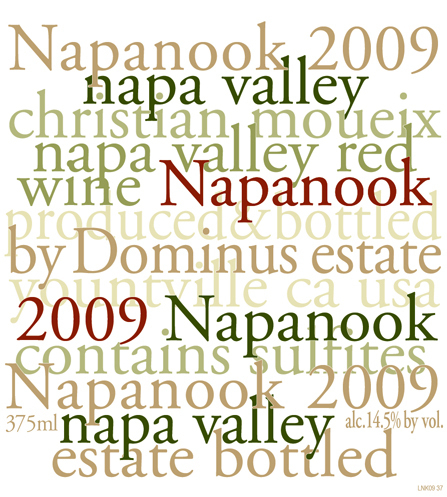 Napanook 2009
napa valley
christian moueix
napa valley red
wine Napanook
produced&bottled
by Dominus estate
yountville ca usa
2009 Napanook
contains sulfites
Napanook 2009
375ml napa valley alc.14.5% by vol.
estate bottled
LNK09I 37